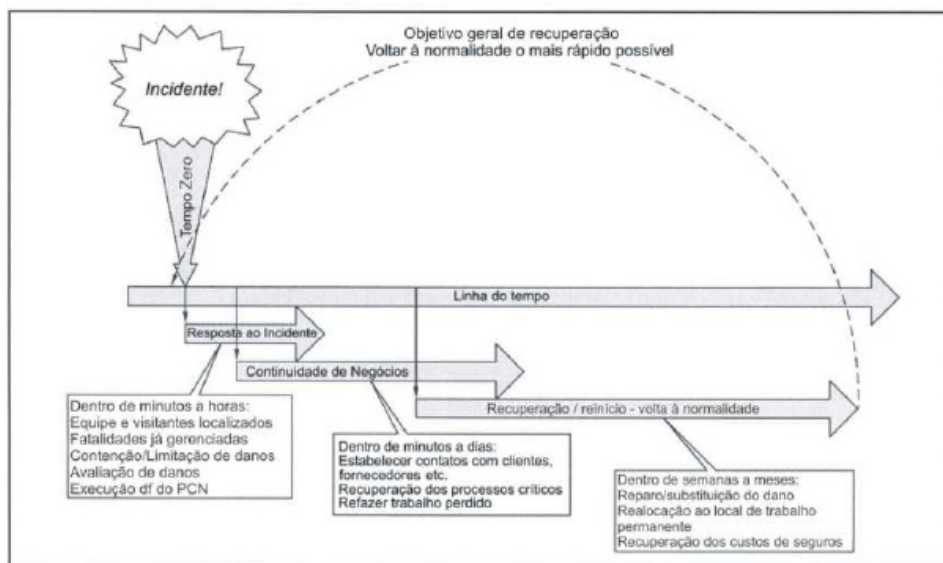 Objetivo geral de recuperação
Voltar à normalidade o mais rápido possível
Incidente!
Tempo Zero
Linha do tempo
Resposta ao Incidente
Continuidade de Negócios
Recuperação / reinício - volta à normalidade
Dentro de minutos a horas:
Equipe e visitantes localizados
Fatalidades já gerenciadas
Contenção/Limitação de danos
Avaliação de danos
Execução df do PCN
Dentro de minutos a dias:
Estabelecer contatos com clientes,
fornecedores etc.
Recuperação dos processos críticos
Refazer trabalho perdido
Dentro de semanas a meses:
Reparo/substituição do dano
Realocação ao local de trabalho
permanente
Recuperação dos custos de seguros